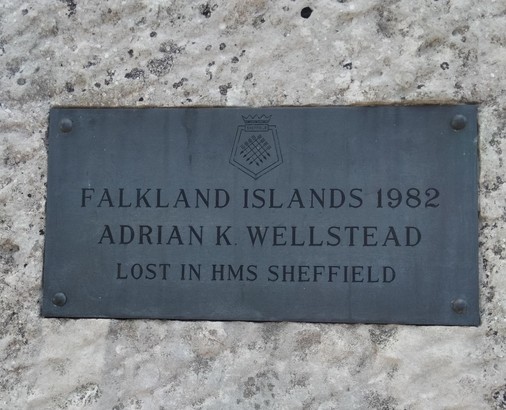 FALKLAND ISLANDS 1982
ADRIAN K. WELLSTEAD
LOST IN HMS SHEFFIELD